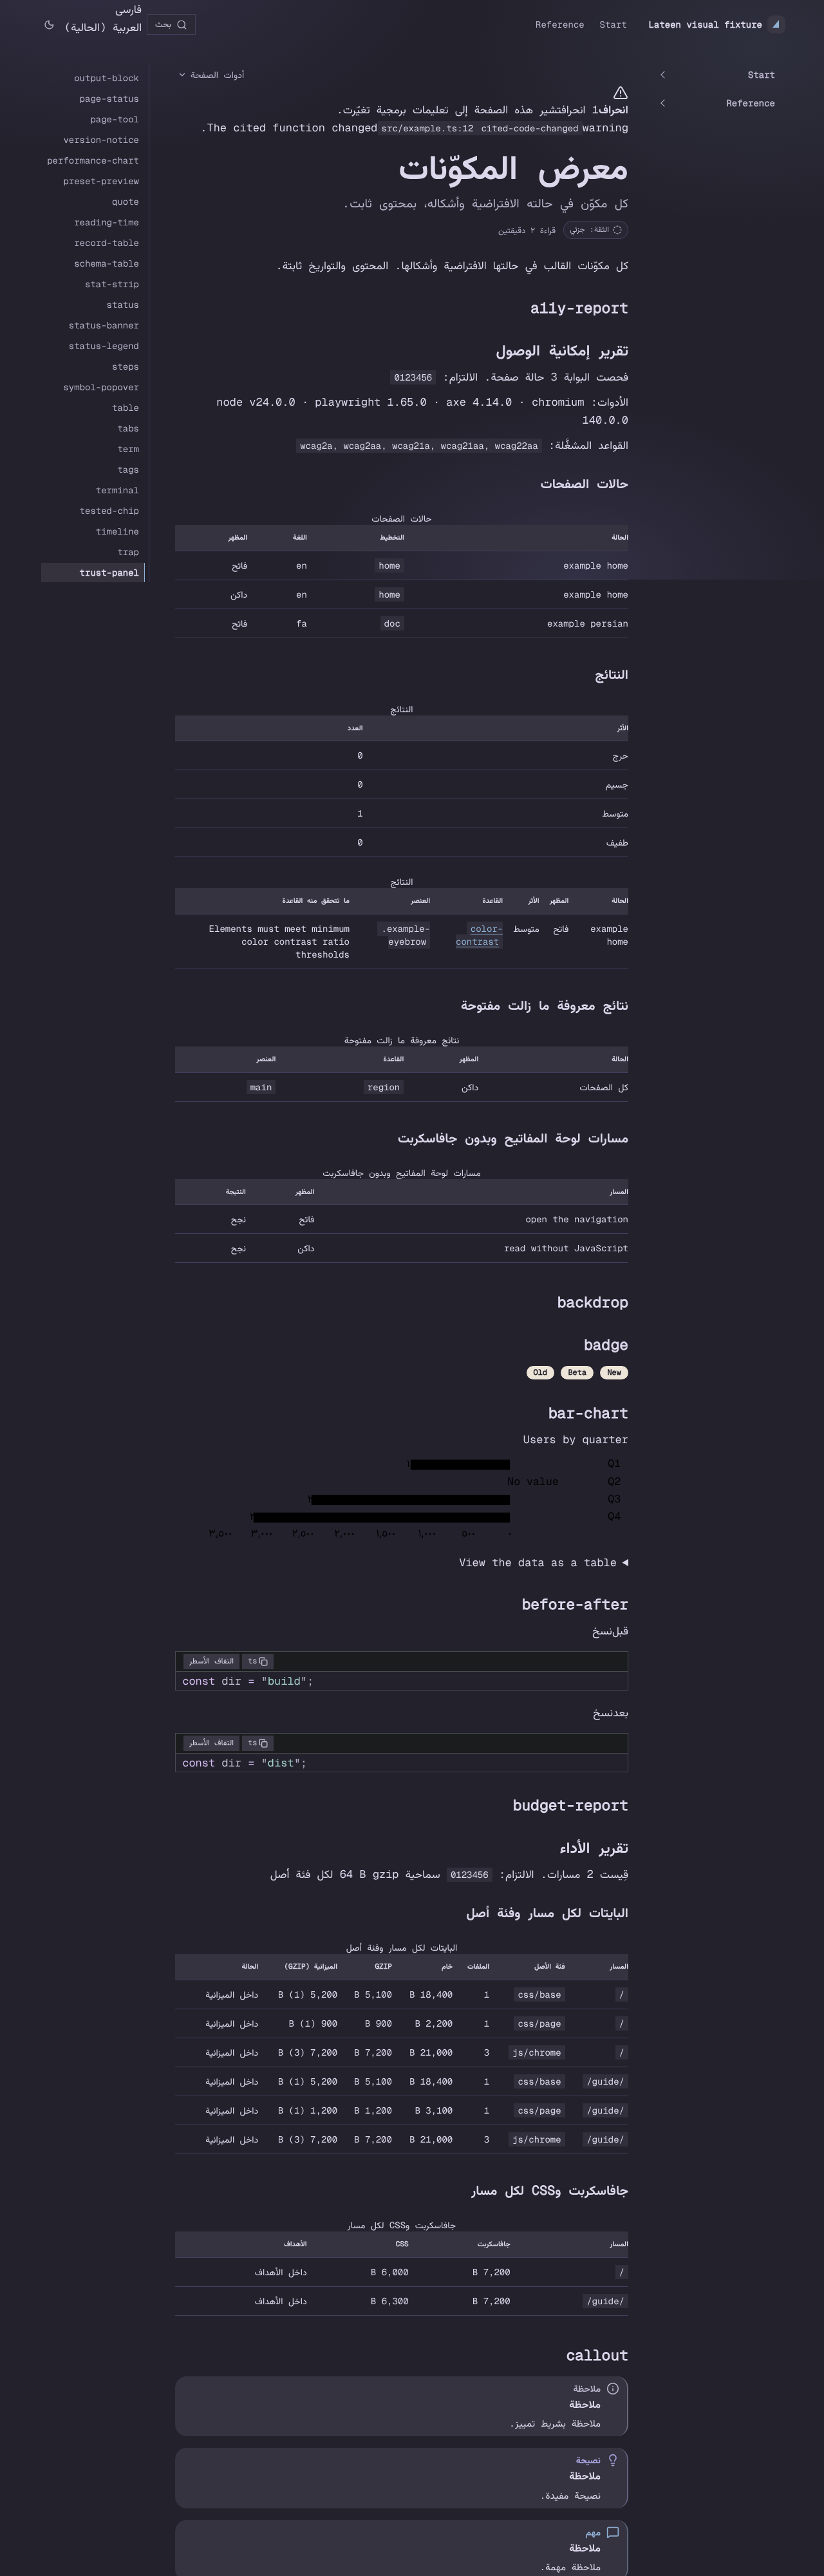 Lateen visual fixture
Start
Reference
بحث
فارسی
العربية (الحالية)
Start
Reference
أدوات الصفحة
انحراف1 انحرافتشير هذه الصفحة إلى تعليمات برمجية تغيّرت.
warning cited-code-changed src/example.ts:12 The cited function changed.
معرض المكوّنات
كل مكوّن في حالته الافتراضية وأشكاله، بمحتوى ثابت.
الثقة: جزئي
قراءة ٢ دقيقتين
كل مكوّنات القالب في حالتها الافتراضية وأشكالها. المحتوى والتواريخ ثابتة.
a11y-report
تقرير إمكانية الوصول
فحصت البوابة 3 حالة صفحة. الالتزام: 0123456
الأدوات: node v24.0.0 · playwright 1.65.0 · axe 4.14.0 · chromium
140.0.0
القواعد المشغَّلة: wcag2a, wcag2aa, wcag21a, wcag21aa, wcag22aa
حالات الصفحات
حالات الصفحات
الحالة التخطيط اللغة المظهر
example home home en فاتح
example home home en داكن
example persian doc fa فاتح
النتائج
النتائج
الأثر العدد
حرج 0
جسيم 0
متوسط 1
طفيف 0
النتائج
الحالة المظهر الأثر القاعدة العنصر ما تتحقق منه القاعدة
example home فاتح متوسط color-contrast .example-eyebrow Elements must meet minimum color contrast ratio thresholds
نتائج معروفة ما زالت مفتوحة
نتائج معروفة ما زالت مفتوحة
الحالة المظهر القاعدة العنصر
كل الصفحات داكن region main
مسارات لوحة المفاتيح وبدون جافاسكربت
مسارات لوحة المفاتيح وبدون جافاسكربت
المسار المظهر النتيجة
open the navigation فاتح نجح
read without JavaScript داكن نجح
backdrop
badge
New Beta Old
bar-chart
Users by quarter
Q1
Q2 No value
Q3
Q4
٠ ٥٠٠ ١٬٠٠٠ ١٬٥٠٠ ٢٬٠٠٠ ٢٬٥٠٠ ٣٬٠٠٠ ٣٬٥٠٠
View the data as a table
before-after
قبلنسخ
ts التفاف الأسطر
const dir = "build";
بعدنسخ
ts التفاف الأسطر
const dir = "dist";
budget-report
تقرير الأداء
قِيست 2 مسارات. الالتزام: 0123456 سماحية 64 B gzip لكل فئة أصل
البايتات لكل مسار وفئة أصل
البايتات لكل مسار وفئة أصل
المسار فئة الأصل الملفات خام GZIP الميزانية (GZIP) الحالة
/ css/base 1 18,400 B 5,100 B 5,200 B (1) داخل الميزانية
/ css/page 1 2,200 B 900 B 900 B (1) داخل الميزانية
/ js/chrome 3 21,000 B 7,200 B 7,200 B (3) داخل الميزانية
/guide/ css/base 1 18,400 B 5,100 B 5,200 B (1) داخل الميزانية
/guide/ css/page 1 3,100 B 1,200 B 1,200 B (1) داخل الميزانية
/guide/ js/chrome 3 21,000 B 7,200 B 7,200 B (3) داخل الميزانية
جافاسكربت وCSS لكل مسار
جافاسكربت وCSS لكل مسار
المسار جافاسكربت CSS الأهداف
/ 7,200 B 6,000 B داخل الأهداف
/guide/ 7,200 B 6,300 B داخل الأهداف
callout
ملاحظة
ملاحظة
ملاحظة بشريط تمييز.
نصيحة
ملاحظة
نصيحة مفيدة.
مهم
ملاحظة
ملاحظة مهمة.
output-block
page-status
page-tool
version-notice
performance-chart
preset-preview
quote
reading-time
record-table
schema-table
stat-strip
status
status-banner
status-legend
steps
symbol-popover
table
tabs
term
tags
terminal
tested-chip
timeline
trap
trust-panel